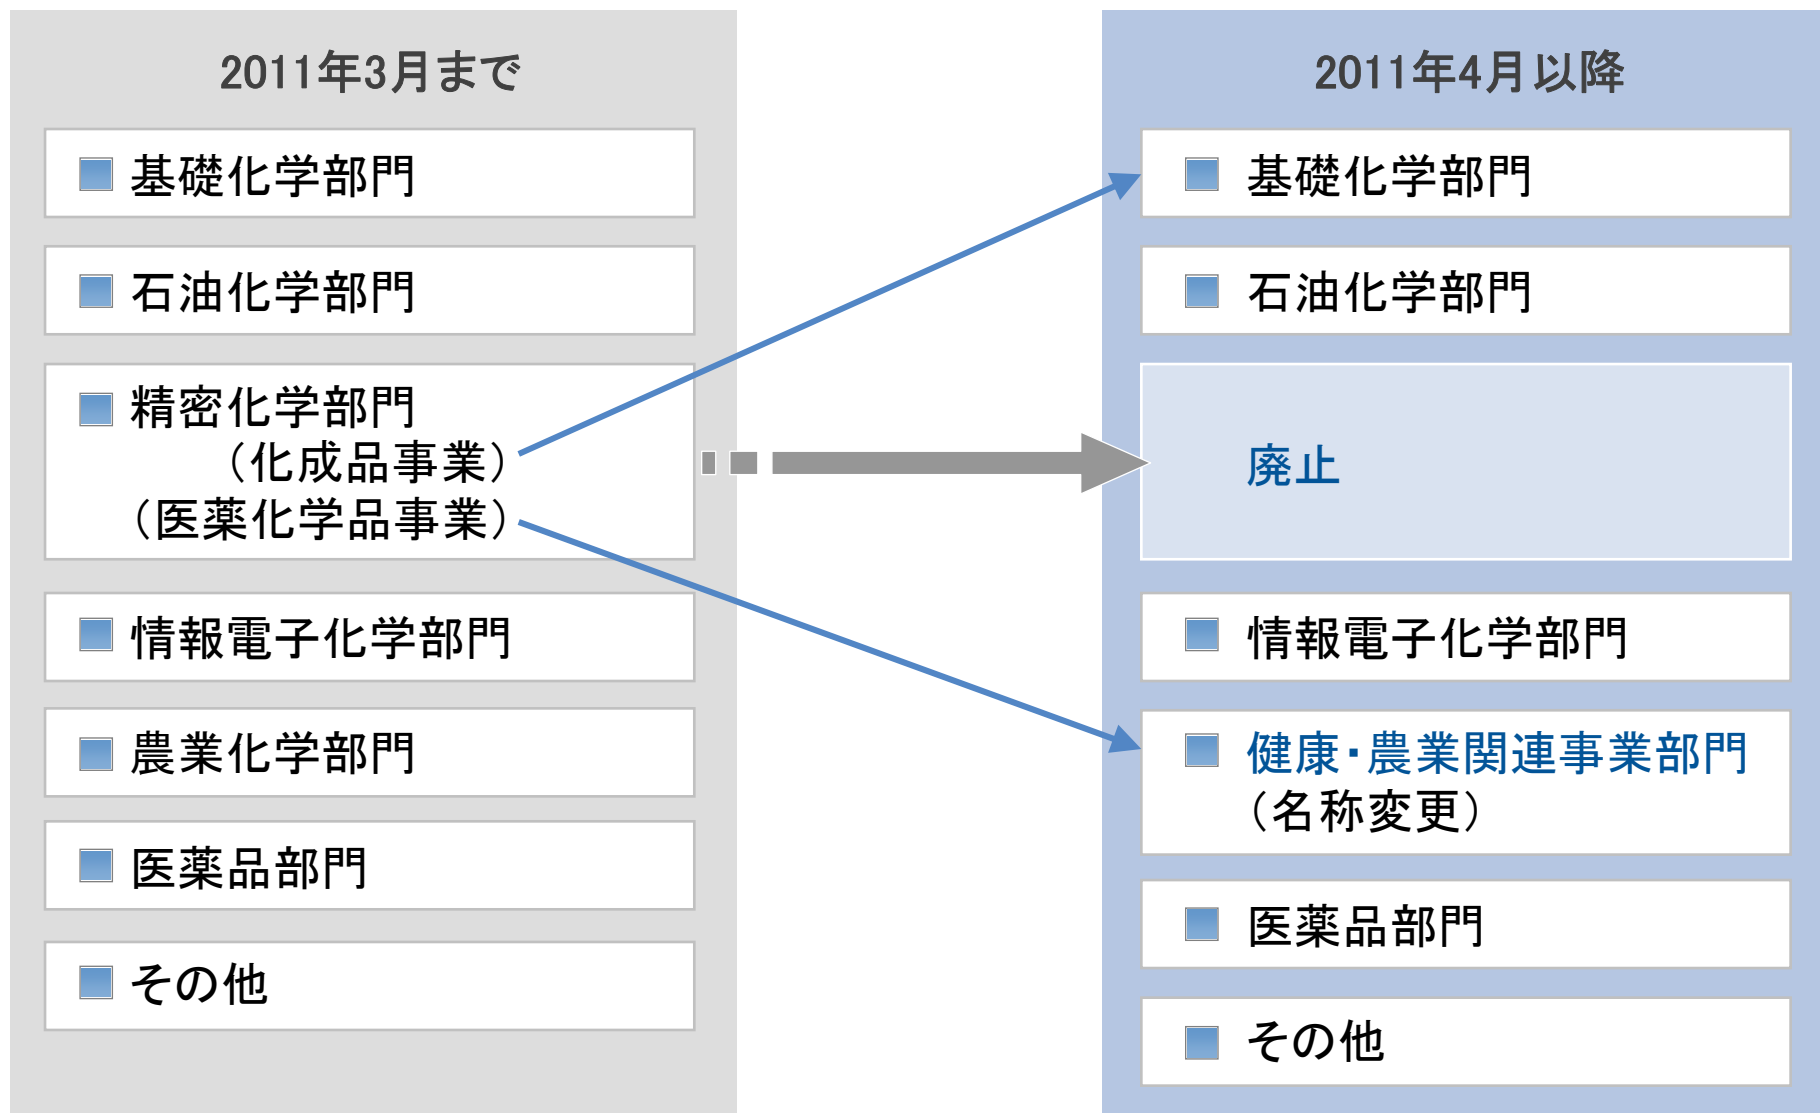 2011年3月まで
基礎化学部門
石油化学部門
精密化学部門
（化成品事業）
（医薬化学品事業）
情報電子化学部門
農業化学部門
医薬品部門
その他
2011年4月以降
基礎化学部門
石油化学部門
廃止
情報電子化学部門
健康・農業関連事業部門
（名称変更）
医薬品部門
その他